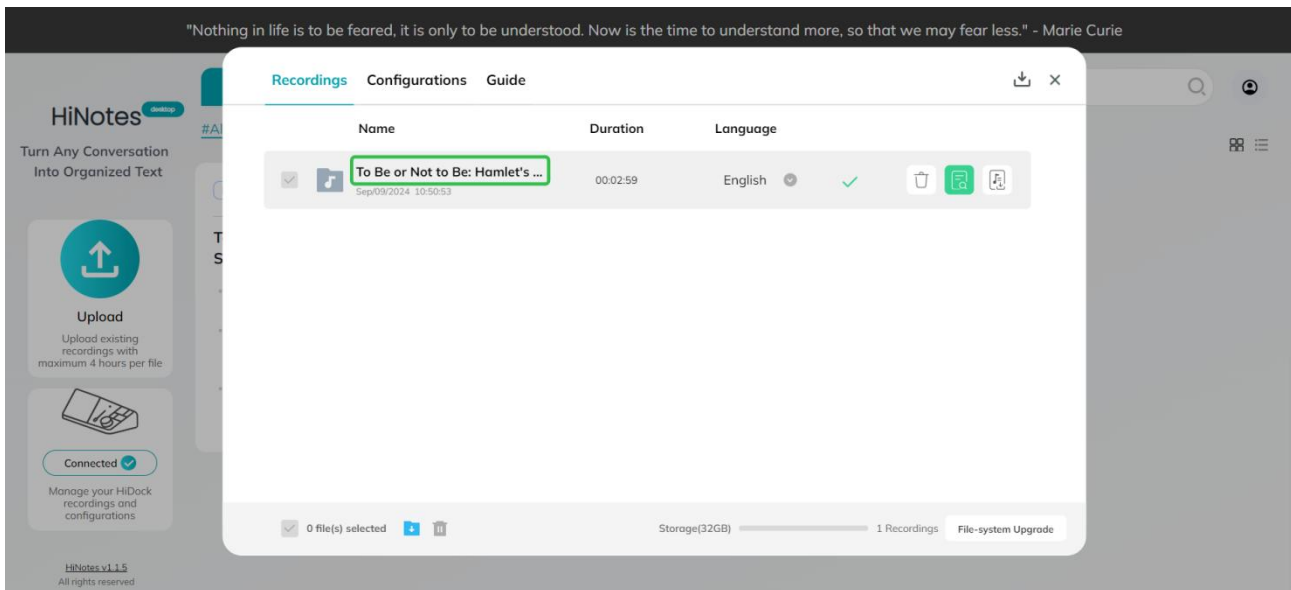 "Nothing in life is to be feared, it is only to be understood. Now is the time to understand more, so that we may fear less." - Marie Curie
Recordings Configurations Guide
HiNotes desktop
Turn Any Conversation
Into Organized Text
#Al
Name Duration Language
To Be or Not to Be: Hamlet's ...
Sep/09/2024 10:50:53
00:02:59 English
T
S
Upload
Upload existing
recordings with
maximum 4 hours per file
Connected
Manage your HiDock
recordings and
configurations
0 file(s) selected Storage(32GB) 1 Recordings File-system Upgrade
HiNotes v1.1.5
All rights reserved